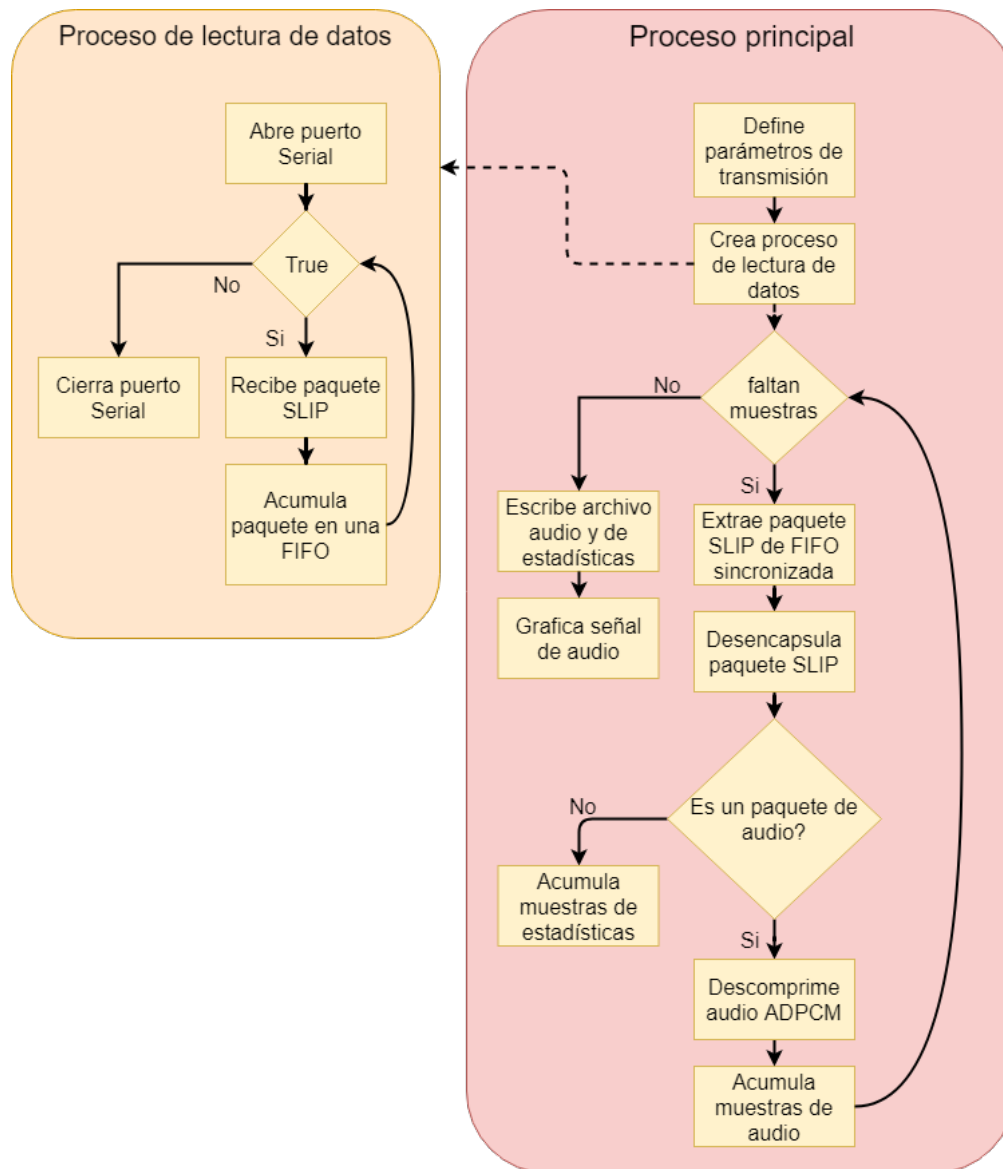 Proceso de lectura de datos
Abre puerto
Serial
True
No
Si
Cierra puerto
Serial
Recibe paquete
SLIP
Acumula
paquete en una
FIFO
Proceso principal
Define
parámetros de
transmisión
Crea proceso
de lectura de
datos
faltan
muestras
No
Si
Escribe archivo
audio y de
estadísticas
Grafica señal
de audio
Extrae paquete
SLIP de FIFO
sincronizada
Desencapsula
paquete SLIP
Es un paquete de
audio?
No
Acumula
muestras de
estadísticas
Si
Descomprime
audio ADPCM
Acumula
muestras de
audio